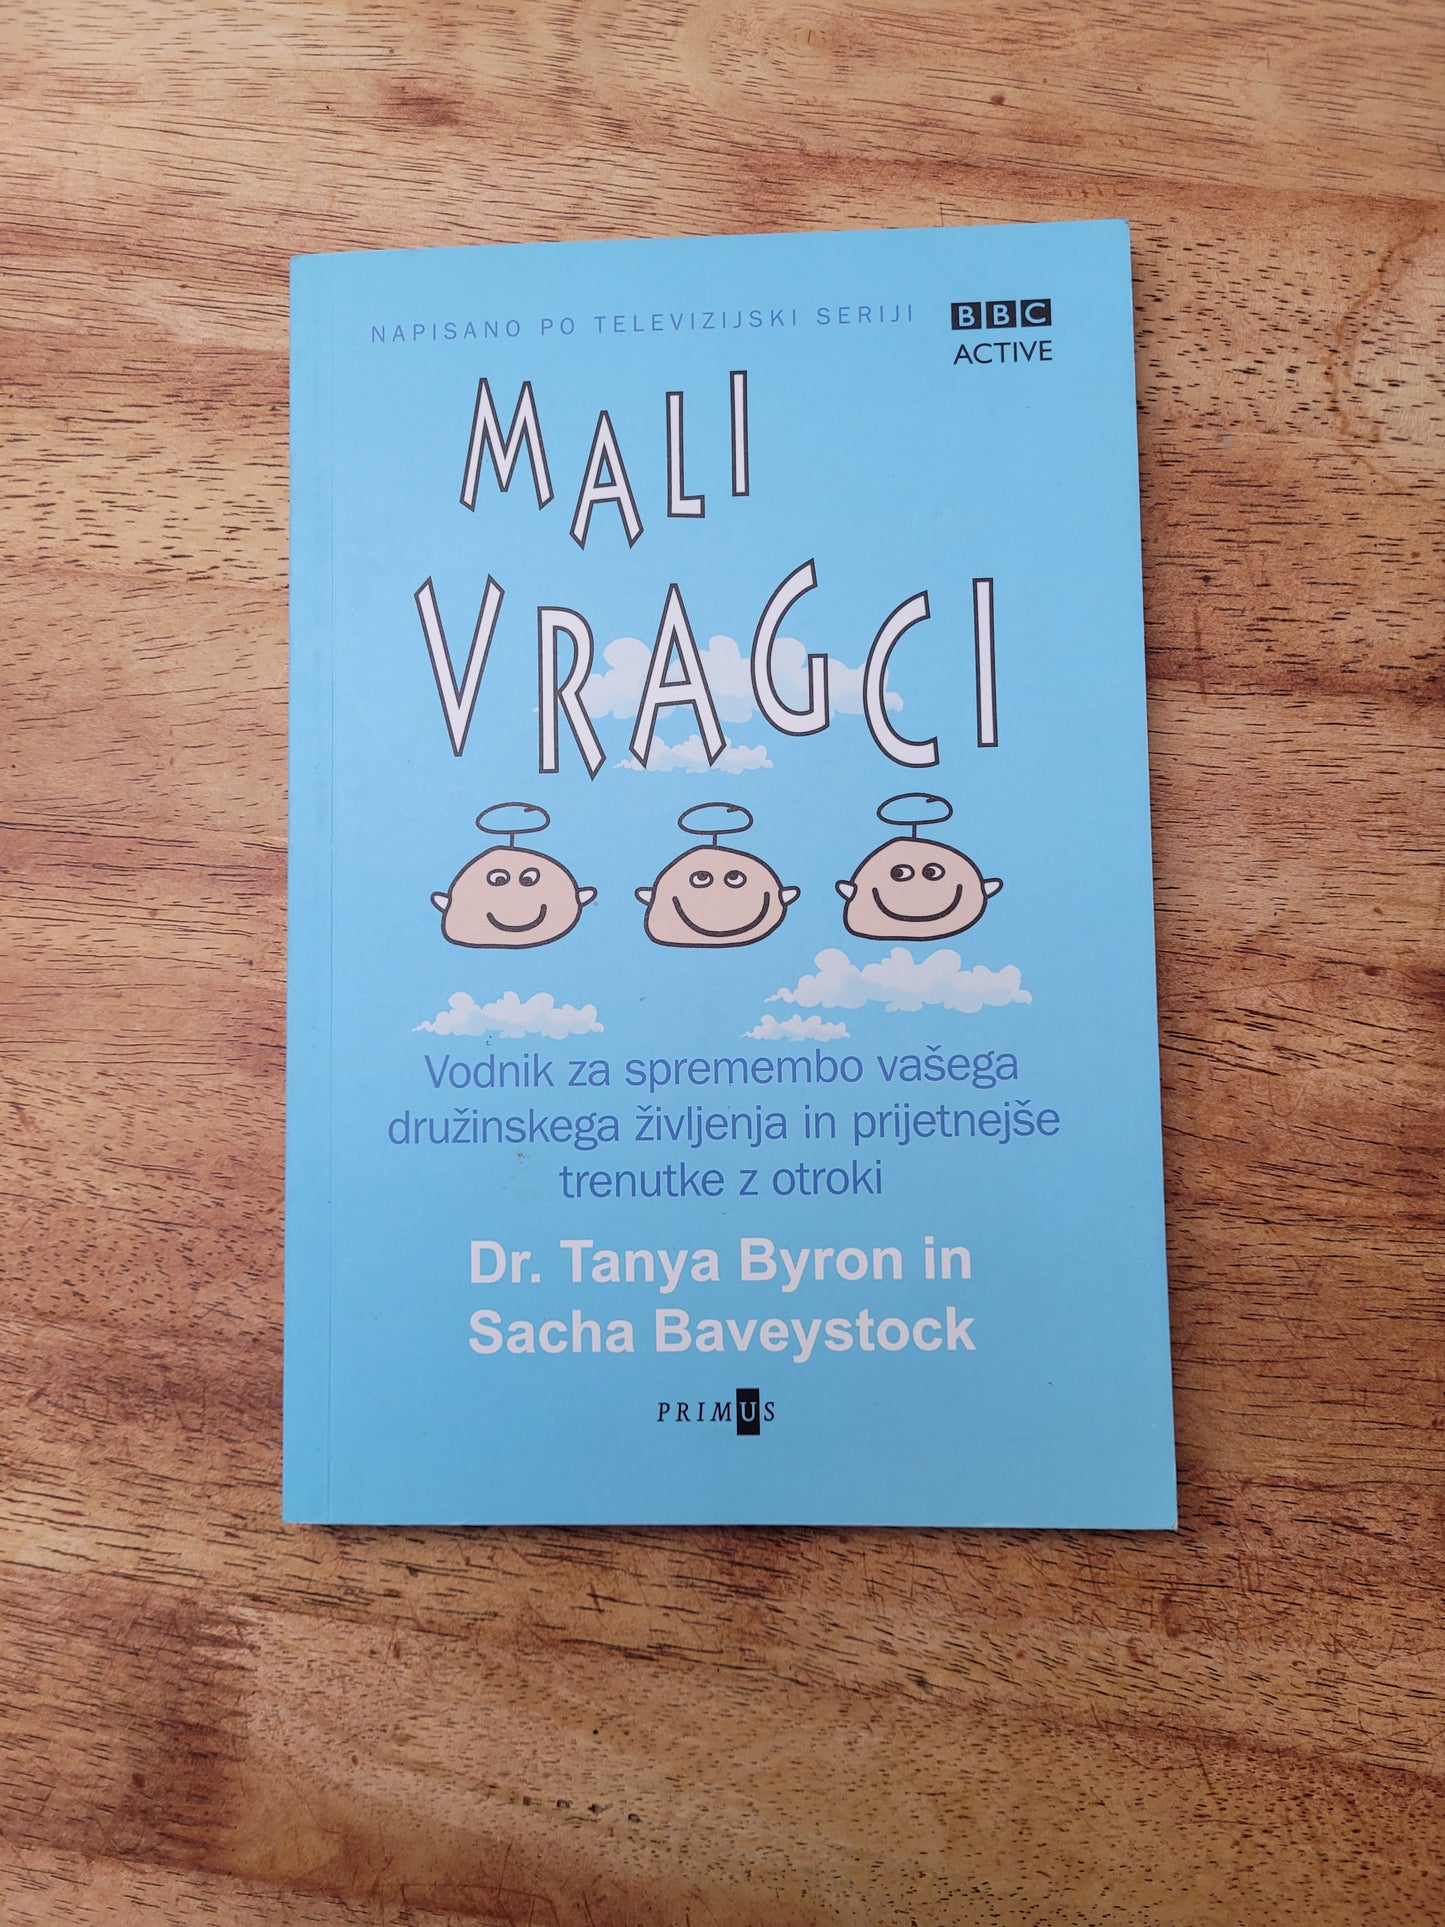 NAPISANO PO TELEVIZIJSKI SERIJI
BBC
ACTIVE
MALI
VRAGCI
Vodnik za spremembo vašega
družinskega življenja in prijetnejše
trenutke z otroki
Dr. Tanya Byron in
Sacha Baveystock
PRIMUS